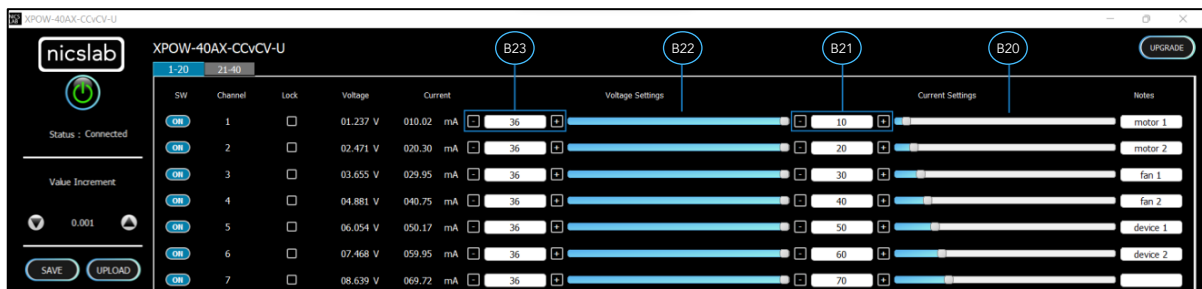 NICS LAB XPOW-40AX-CCvCV-U
nicslab
XPOW-40AX-CCvCV-U
B23 B22 B21 B20
UPGRADE
1-20 21-40
SW Channel Lock Voltage Current Voltage Settings Current Settings Notes
ON 1 01.237 V 010.02 mA - 36 + - 10 + motor 1
Status : Connected
ON 2 02.471 V 020.30 mA - 36 + - 20 + motor 2
ON 3 03.655 V 029.95 mA - 36 + - 30 + fan 1
Value Increment
ON 4 04.881 V 040.75 mA - 36 + - 40 + fan 2
0.001
ON 5 06.054 V 050.17 mA - 36 + - 50 + device 1
ON 6 07.468 V 059.95 mA - 36 + - 60 + device 2
SAVE UPLOAD
ON 7 08.639 V 069.72 mA - 36 + - 70 +